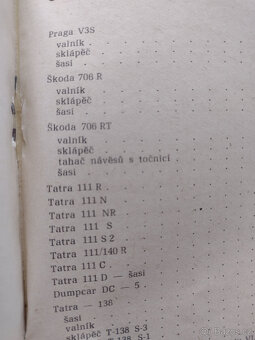 Praga V3S
valník .
sklápěč .
šasi .
Škoda 706 R
valník .
sklápěč .
šasi .
Škoda 706 RT
valník .
sklápěč .
tahač návěsů s točnicí
šasi .
Tatra 111 R .
Tatra 111 N
Tatra 111 NR .
Tatra 111 S
Tatra 111 S 2 .
Tatra 111/140 R
Tatra 111 C .
Tatra 111 D — šasi
Dumpcar DC — 5 .
Tatra — 138
šasi .
valník .
sklápěč T-138 S-3
T-138 S-1